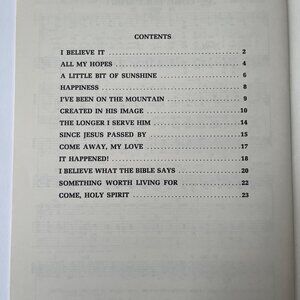 CONTENTS
I BELIEVE IT ........ 2
ALL MY HOPES ........ 4
A LITTLE BIT OF SUNSHINE ........ 6
HAPPINESS ........ 8
I'VE BEEN ON THE MOUNTAIN ........ 9
CREATED IN HIS IMAGE ........ 10
THE LONGER I SERVE HIM ........ 14
SINCE JESUS PASSED BY ........ 15
COME AWAY, MY LOVE ........ 17
IT HAPPENED! ........ 18
I BELIEVE WHAT THE BIBLE SAYS ........ 20
SOMETHING WORTH LIVING FOR ........ 22
COME, HOLY SPIRIT ........ 23